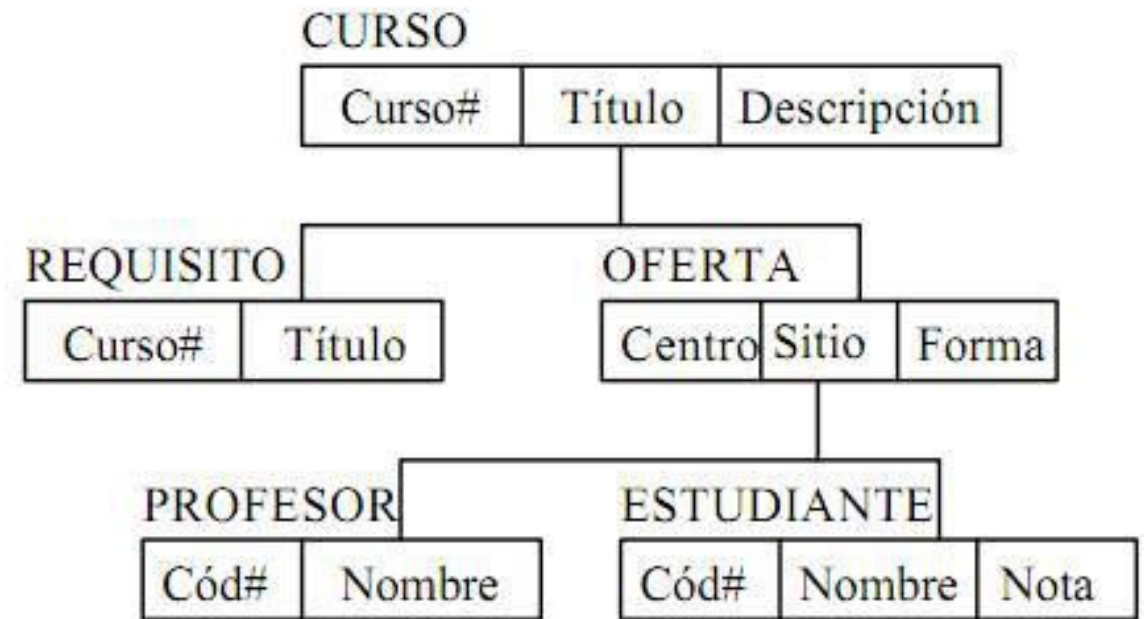 CURSO
Curso# Título Descripción
REQUISITO OFERTA
Curso# Título Centro Sitio Forma
PROFESOR ESTUDIANTE
Cód# Nombre Cód# Nombre Nota